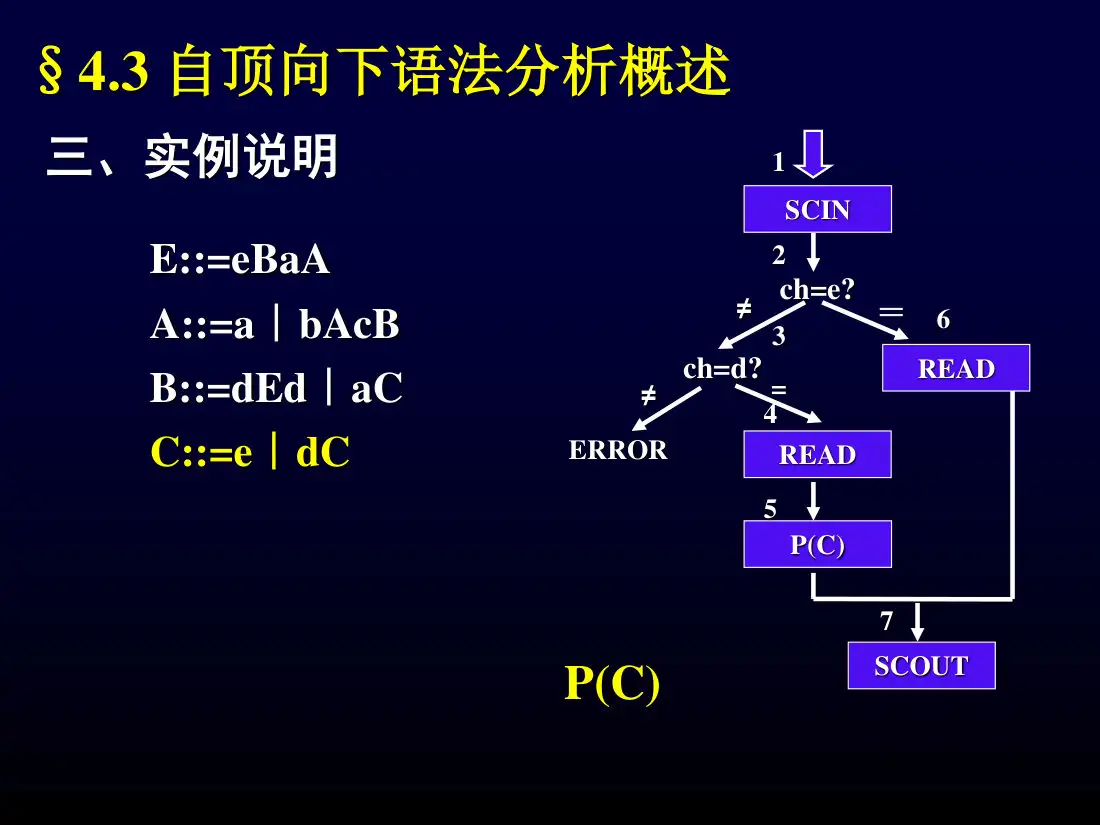 §4.3 自顶向下语法分析概述
三、实例说明
E::=eBaA
A::=a｜bAcB
B::=dEd｜aC
C::=e｜dC
1
SCIN
2
ch=e?
≠
＝
6
3
READ
ch=d?
≠
=
4
ERROR
READ
5
P(C)
7
SCOUT
P(C)